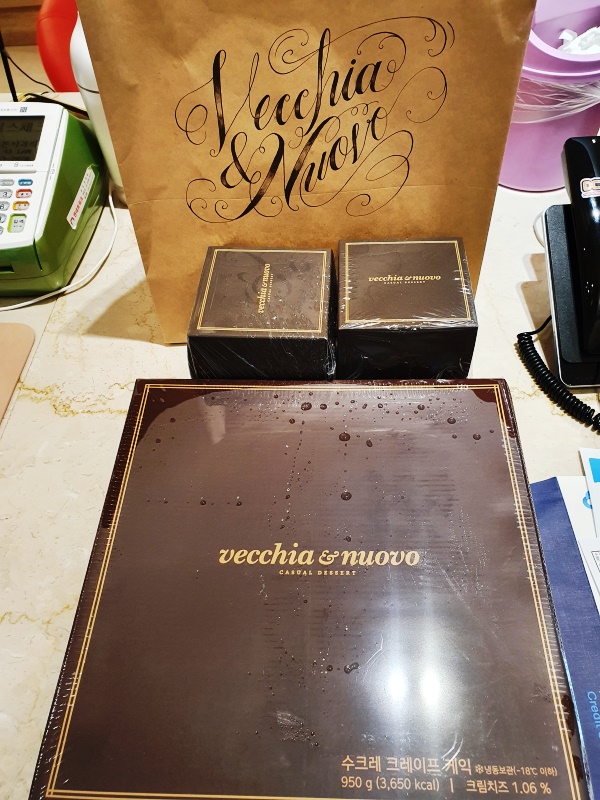 Vecchia
& Nuovo
vecchia & nuovo
CASUAL DESSERT
vecchia & nuovo
CASUAL DESSERT
vecchia & nuovo
CASUAL DESSERT
수크레 크레이프 케익 ❄냉동보관(-18℃ 이하)
950 g (3,650 kcal) | 크림치즈 1.06 %